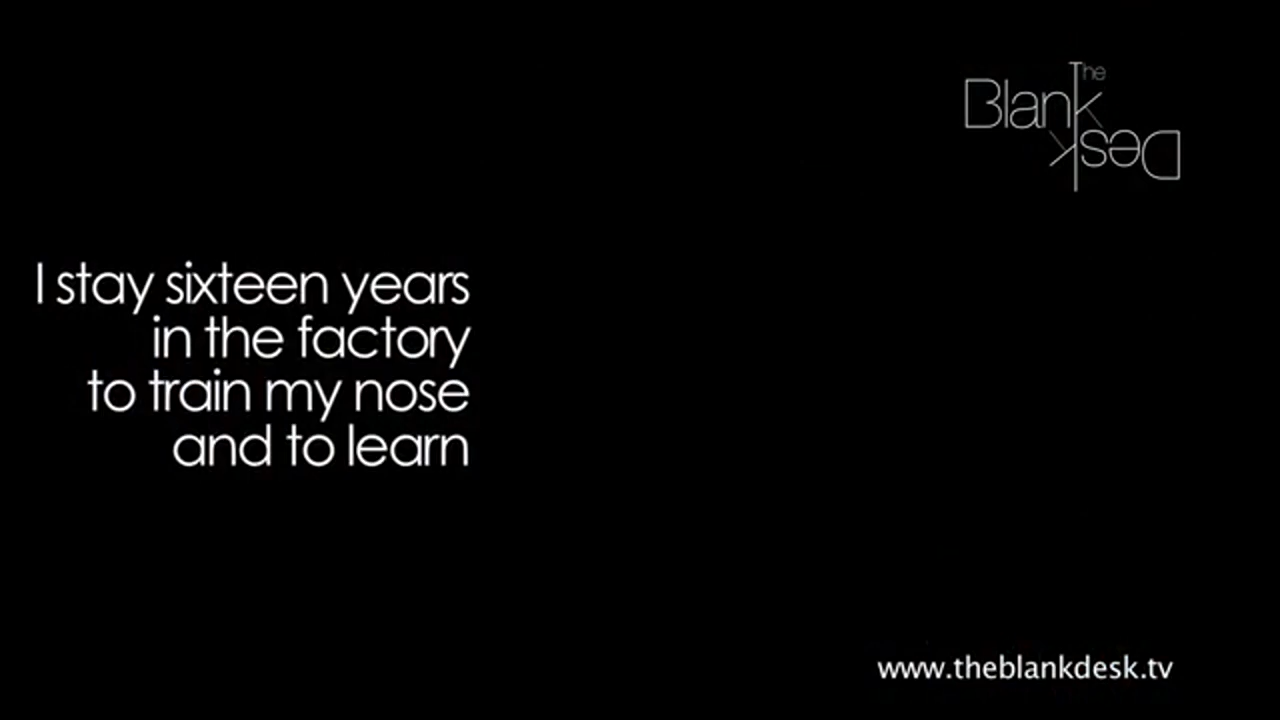 The
Blank
Desk
I stay sixteen years
in the factory
to train my nose
and to learn
www.theblankdesk.tv